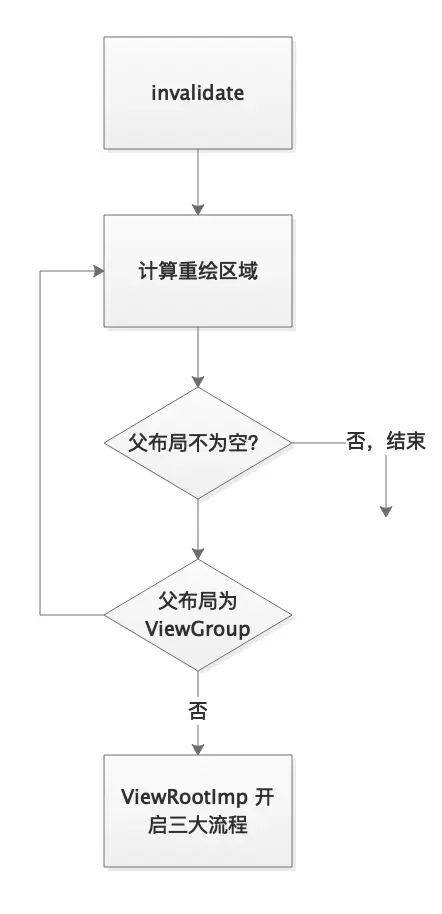 invalidate
计算重绘区域
父布局不为空?
否，结束
父布局为
ViewGroup
否
ViewRootImp 开
启三大流程